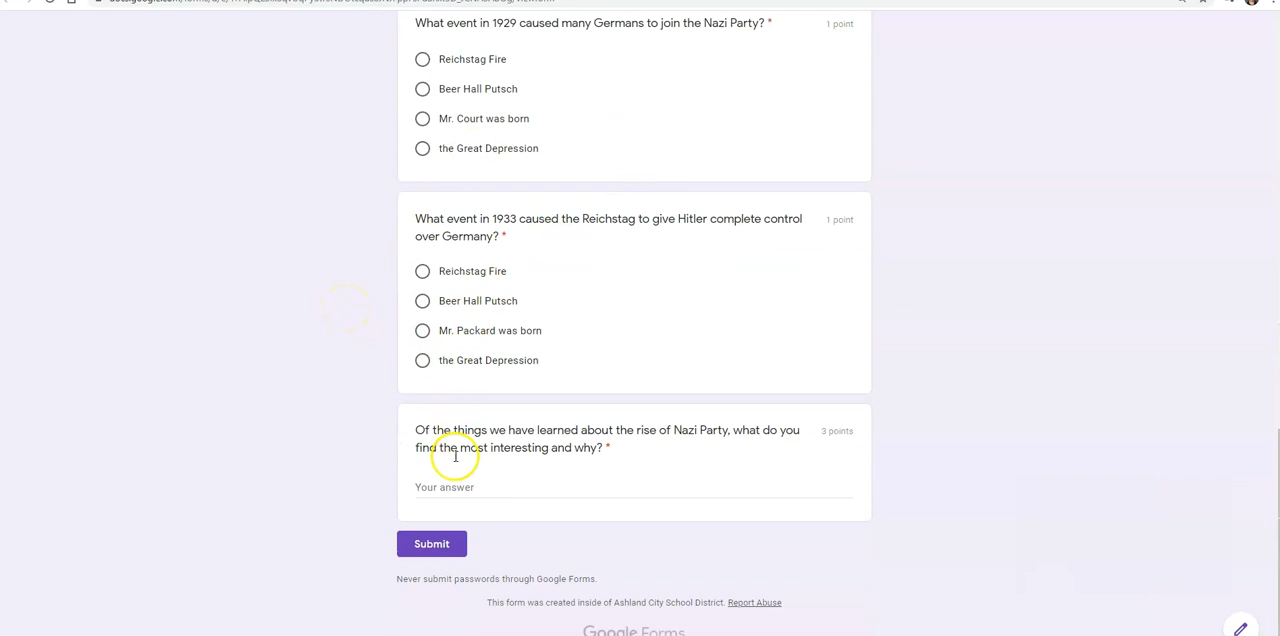 What event in 1929 caused many Germans to join the Nazi Party? *
1 point
Reichstag Fire
Beer Hall Putsch
Mr. Court was born
the Great Depression
What event in 1933 caused the Reichstag to give Hitler complete control
over Germany? *
1 point
Reichstag Fire
Beer Hall Putsch
Mr. Packard was born
the Great Depression
Of the things we have learned about the rise of Nazi Party, what do you
find the most interesting and why? *
3 points
Your answer
Submit
Never submit passwords through Google Forms.
This form was created inside of Ashland City School District. Report Abuse
Google Forms